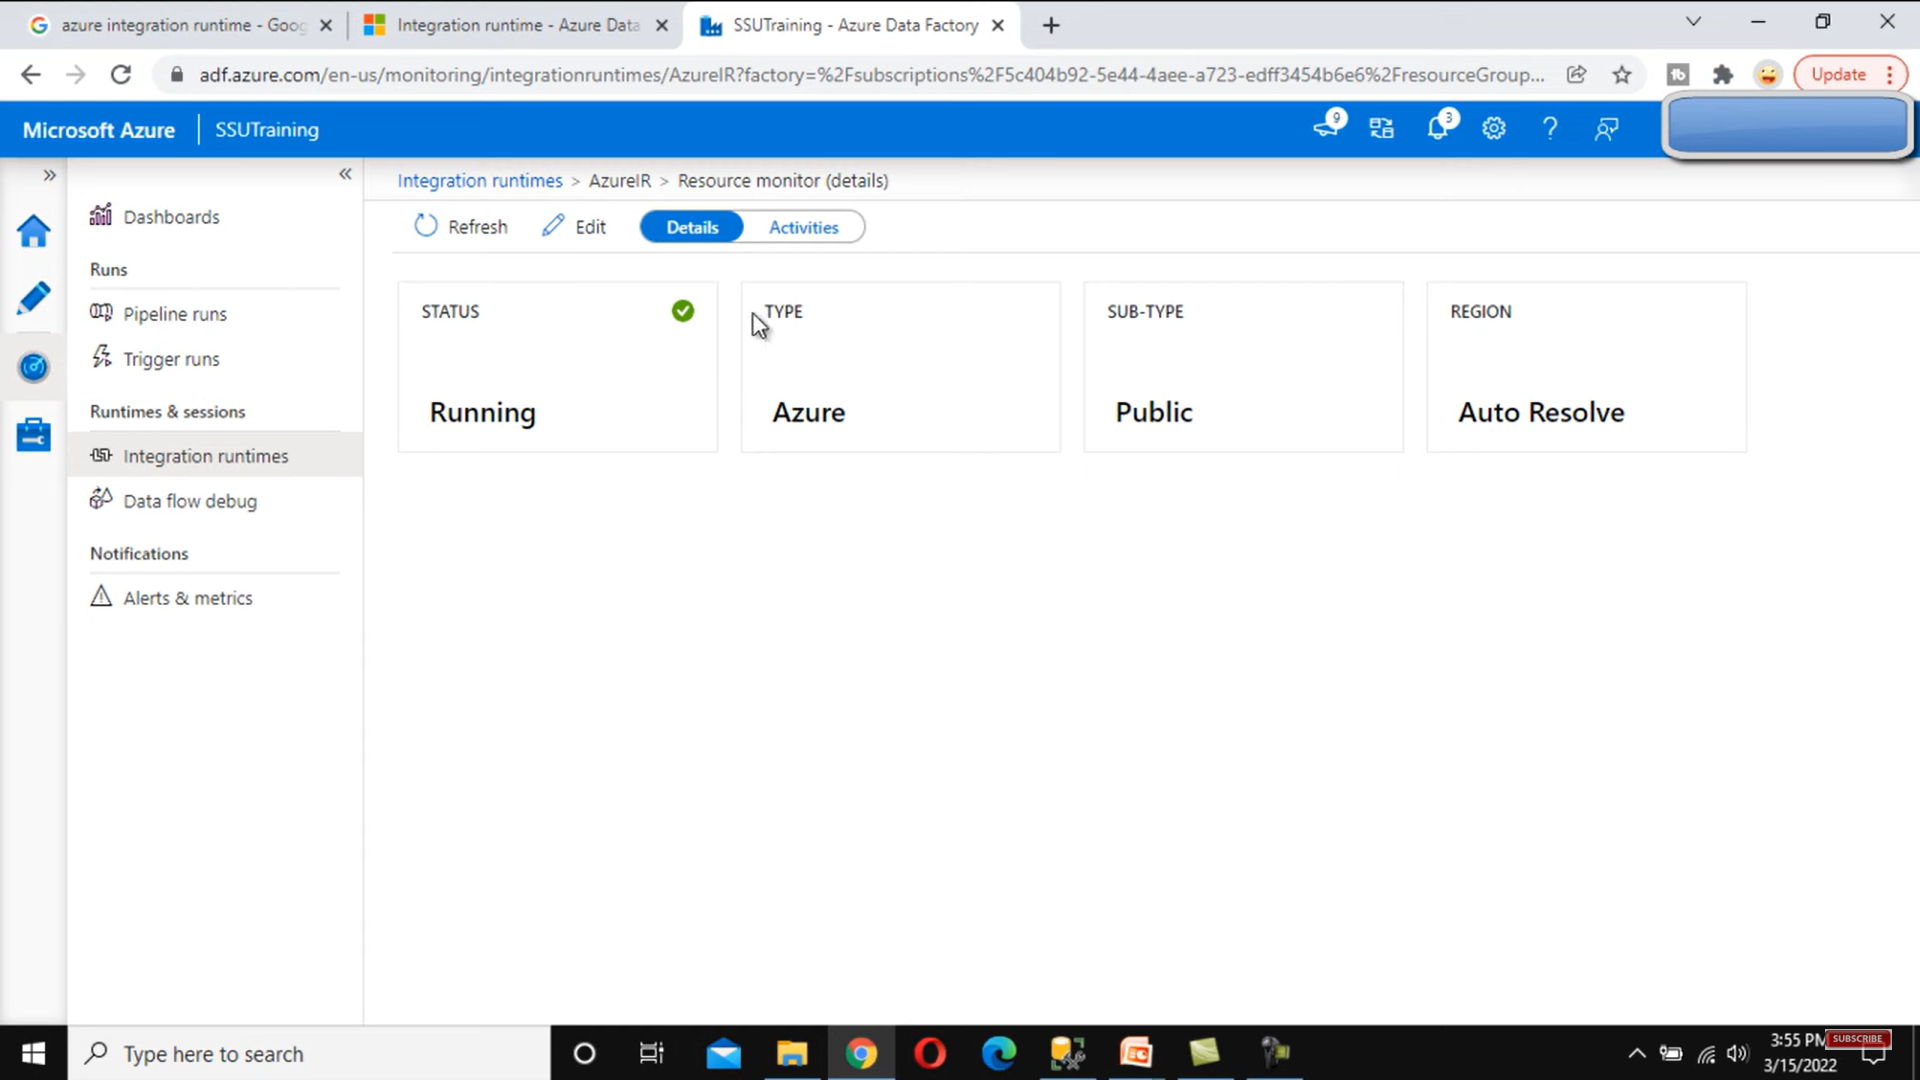 azure integration runtime - Goog
Integration runtime - Azure Data
SSUTraining - Azure Data Factory
adf.azure.com/en-us/monitoring/integrationruntimes/AzureIR?factory=%2Fsubscriptions%2F5c404b92-5e44-4aee-a723-edff3454b6e6%2FresourceGroup...
Update
Microsoft Azure
SSUTraining
9
3
Integration runtimes > AzureIR > Resource monitor (details)
Refresh
Edit
Details
Activities
Dashboards
Runs
Pipeline runs
Trigger runs
Runtimes & sessions
Integration runtimes
Data flow debug
Notifications
Alerts & metrics
STATUS
Running
TYPE
Azure
SUB-TYPE
Public
REGION
Auto Resolve
Type here to search
3:55 PM
3/15/2022
SUBSCRIBE